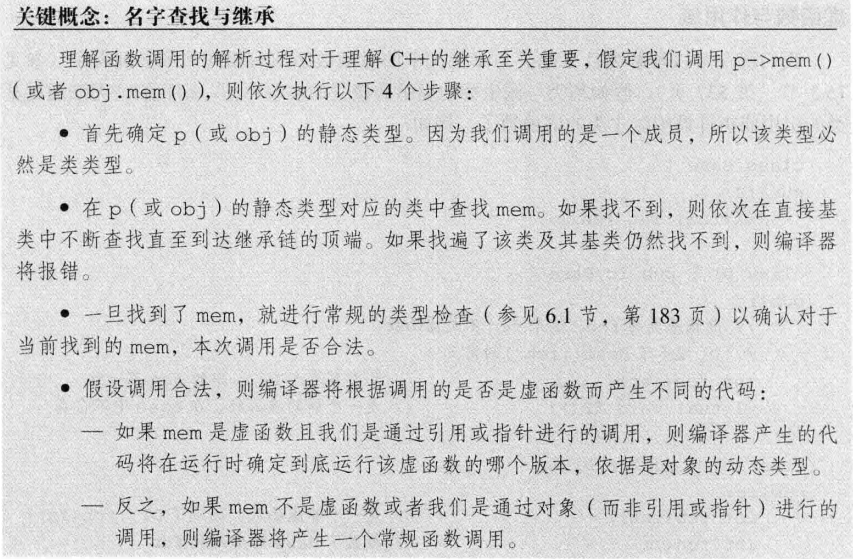 关键概念：名字查找与继承
理解函数调用的解析过程对于理解 C++的继承至关重要，假定我们调用 p->mem()
（或者 obj.mem()），则依次执行以下 4 个步骤：
● 首先确定 p（或 obj）的静态类型。因为我们调用的是一个成员，所以该类型必
然是类类型。
● 在 p（或 obj）的静态类型对应的类中查找 mem。如果找不到，则依次在直接基
类中不断查找直至到达继承链的顶端。如果找遍了该类及其基类仍然找不到，则编译器
将报错。
● 一旦找到了 mem，就进行常规的类型检查（参见 6.1 节，第 183 页）以确认对于
当前找到的 mem，本次调用是否合法。
● 假设调用合法，则编译器将根据调用的是否是虚函数而产生不同的代码：
— 如果 mem 是虚函数且我们是通过引用或指针进行的调用，则编译器产生的代
码将在运行时确定到底运行该虚函数的哪个版本，依据是对象的动态类型。
— 反之，如果 mem 不是虚函数或者我们是通过对象（而非引用或指针）进行的
调用，则编译器将产生一个常规函数调用。